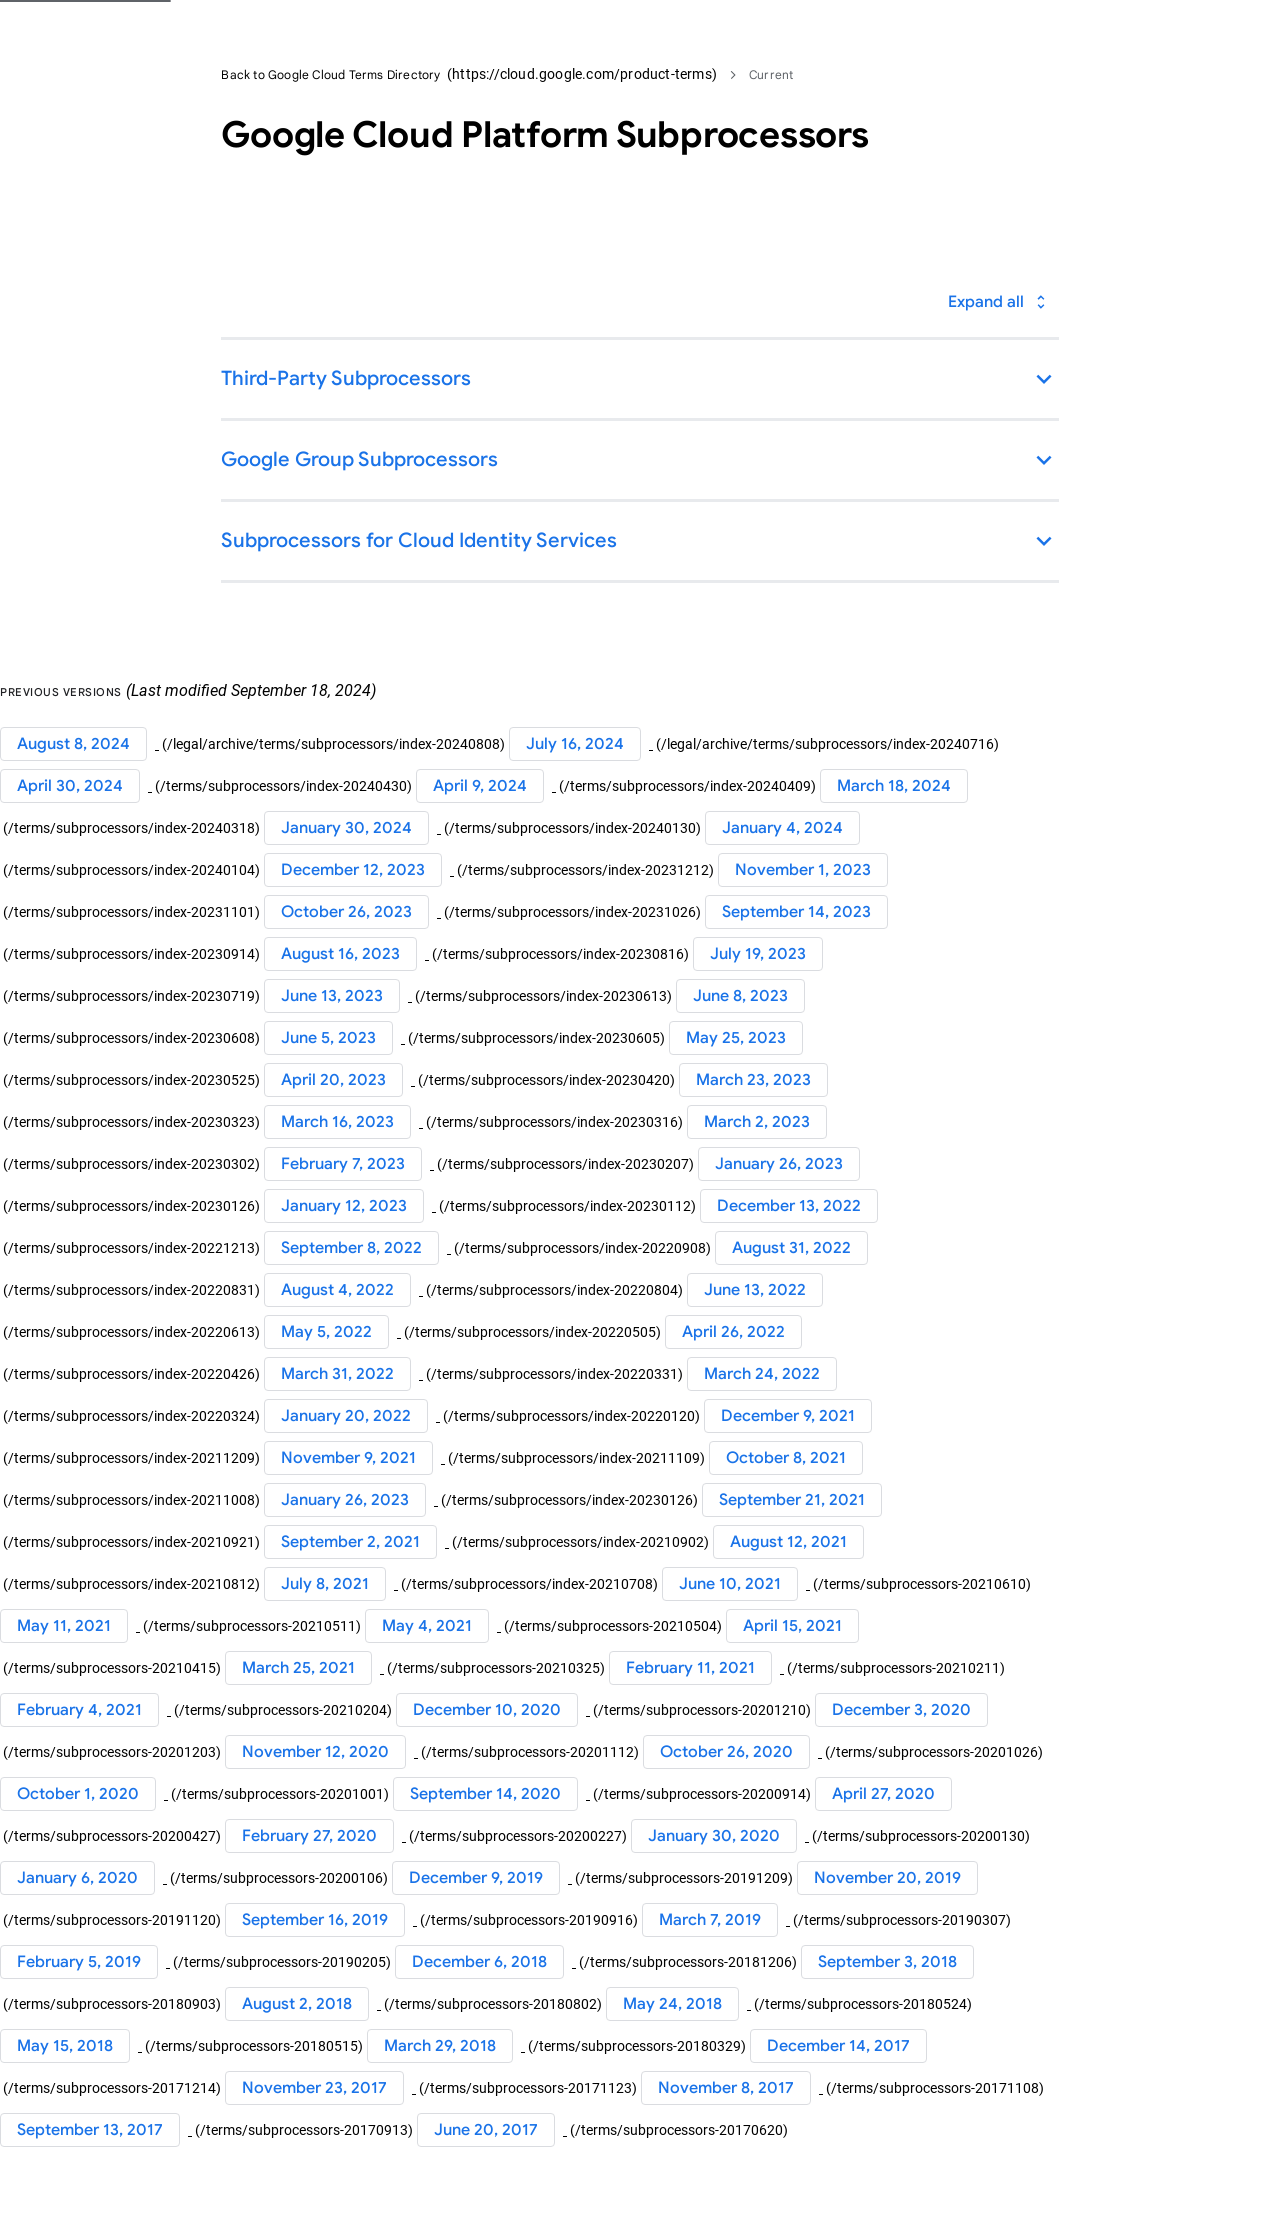 Back to Google Cloud Terms Directory (https://cloud.google.com/product-terms) > Current
Google Cloud Platform Subprocessors
Expand all
Third-Party Subprocessors
Google Group Subprocessors
Subprocessors for Cloud Identity Services
PREVIOUS VERSIONS (Last modified September 18, 2024)
August 8, 2024 (/legal/archive/terms/subprocessors/index-20240808) July 16, 2024 (/legal/archive/terms/subprocessors/index-20240716)
April 30, 2024 (/terms/subprocessors/index-20240430) April 9, 2024 (/terms/subprocessors/index-20240409) March 18, 2024
(/terms/subprocessors/index-20240318) January 30, 2024 (/terms/subprocessors/index-20240130) January 4, 2024
(/terms/subprocessors/index-20240104) December 12, 2023 (/terms/subprocessors/index-20231212) November 1, 2023
(/terms/subprocessors/index-20231101) October 26, 2023 (/terms/subprocessors/index-20231026) September 14, 2023
(/terms/subprocessors/index-20230914) August 16, 2023 (/terms/subprocessors/index-20230816) July 19, 2023
(/terms/subprocessors/index-20230719) June 13, 2023 (/terms/subprocessors/index-20230613) June 8, 2023
(/terms/subprocessors/index-20230608) June 5, 2023 (/terms/subprocessors/index-20230605) May 25, 2023
(/terms/subprocessors/index-20230525) April 20, 2023 (/terms/subprocessors/index-20230420) March 23, 2023
(/terms/subprocessors/index-20230323) March 16, 2023 (/terms/subprocessors/index-20230316) March 2, 2023
(/terms/subprocessors/index-20230302) February 7, 2023 (/terms/subprocessors/index-20230207) January 26, 2023
(/terms/subprocessors/index-20230126) January 12, 2023 (/terms/subprocessors/index-20230112) December 13, 2022
(/terms/subprocessors/index-20221213) September 8, 2022 (/terms/subprocessors/index-20220908) August 31, 2022
(/terms/subprocessors/index-20220831) August 4, 2022 (/terms/subprocessors/index-20220804) June 13, 2022
(/terms/subprocessors/index-20220613) May 5, 2022 (/terms/subprocessors/index-20220505) April 26, 2022
(/terms/subprocessors/index-20220426) March 31, 2022 (/terms/subprocessors/index-20220331) March 24, 2022
(/terms/subprocessors/index-20220324) January 20, 2022 (/terms/subprocessors/index-20220120) December 9, 2021
(/terms/subprocessors/index-20211209) November 9, 2021 (/terms/subprocessors/index-20211109) October 8, 2021
(/terms/subprocessors/index-20211008) January 26, 2023 (/terms/subprocessors/index-20230126) September 21, 2021
(/terms/subprocessors/index-20210921) September 2, 2021 (/terms/subprocessors/index-20210902) August 12, 2021
(/terms/subprocessors/index-20210812) July 8, 2021 (/terms/subprocessors/index-20210708) June 10, 2021 (/terms/subprocessors-20210610)
May 11, 2021 (/terms/subprocessors-20210511) May 4, 2021 (/terms/subprocessors-20210504) April 15, 2021
(/terms/subprocessors-20210415) March 25, 2021 (/terms/subprocessors-20210325) February 11, 2021 (/terms/subprocessors-20210211)
February 4, 2021 (/terms/subprocessors-20210204) December 10, 2020 (/terms/subprocessors-20201210) December 3, 2020
(/terms/subprocessors-20201203) November 12, 2020 (/terms/subprocessors-20201112) October 26, 2020 (/terms/subprocessors-20201026)
October 1, 2020 (/terms/subprocessors-20201001) September 14, 2020 (/terms/subprocessors-20200914) April 27, 2020
(/terms/subprocessors-20200427) February 27, 2020 (/terms/subprocessors-20200227) January 30, 2020 (/terms/subprocessors-20200130)
January 6, 2020 (/terms/subprocessors-20200106) December 9, 2019 (/terms/subprocessors-20191209) November 20, 2019
(/terms/subprocessors-20191120) September 16, 2019 (/terms/subprocessors-20190916) March 7, 2019 (/terms/subprocessors-20190307)
February 5, 2019 (/terms/subprocessors-20190205) December 6, 2018 (/terms/subprocessors-20181206) September 3, 2018
(/terms/subprocessors-20180903) August 2, 2018 (/terms/subprocessors-20180802) May 24, 2018 (/terms/subprocessors-20180524)
May 15, 2018 (/terms/subprocessors-20180515) March 29, 2018 (/terms/subprocessors-20180329) December 14, 2017
(/terms/subprocessors-20171214) November 23, 2017 (/terms/subprocessors-20171123) November 8, 2017 (/terms/subprocessors-20171108)
September 13, 2017 (/terms/subprocessors-20170913) June 20, 2017 (/terms/subprocessors-20170620)